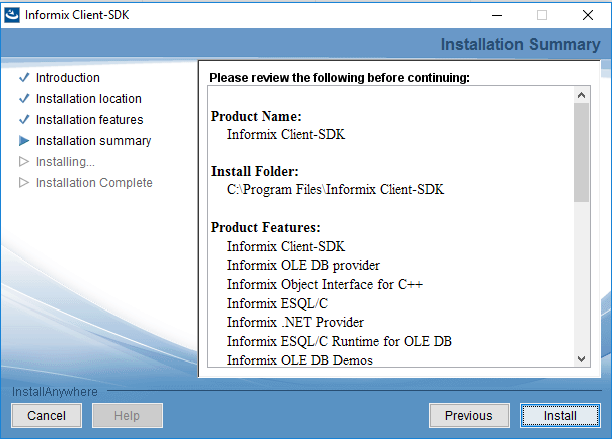 Informix Client-SDK
Installation Summary
Introduction
Installation location
Installation features
Installation summary
Installing...
Installation Complete
Please review the following before continuing:
Product Name:
Informix Client-SDK
Install Folder:
C:\Program Files\Informix Client-SDK
Product Features:
Informix Client-SDK
Informix OLE DB provider
Informix Object Interface for C++
Informix ESQL/C
Informix .NET Provider
Informix ESQL/C Runtime for OLE DB
Informix OLE DB Demos
InstallAnywhere
Cancel Help Previous Install